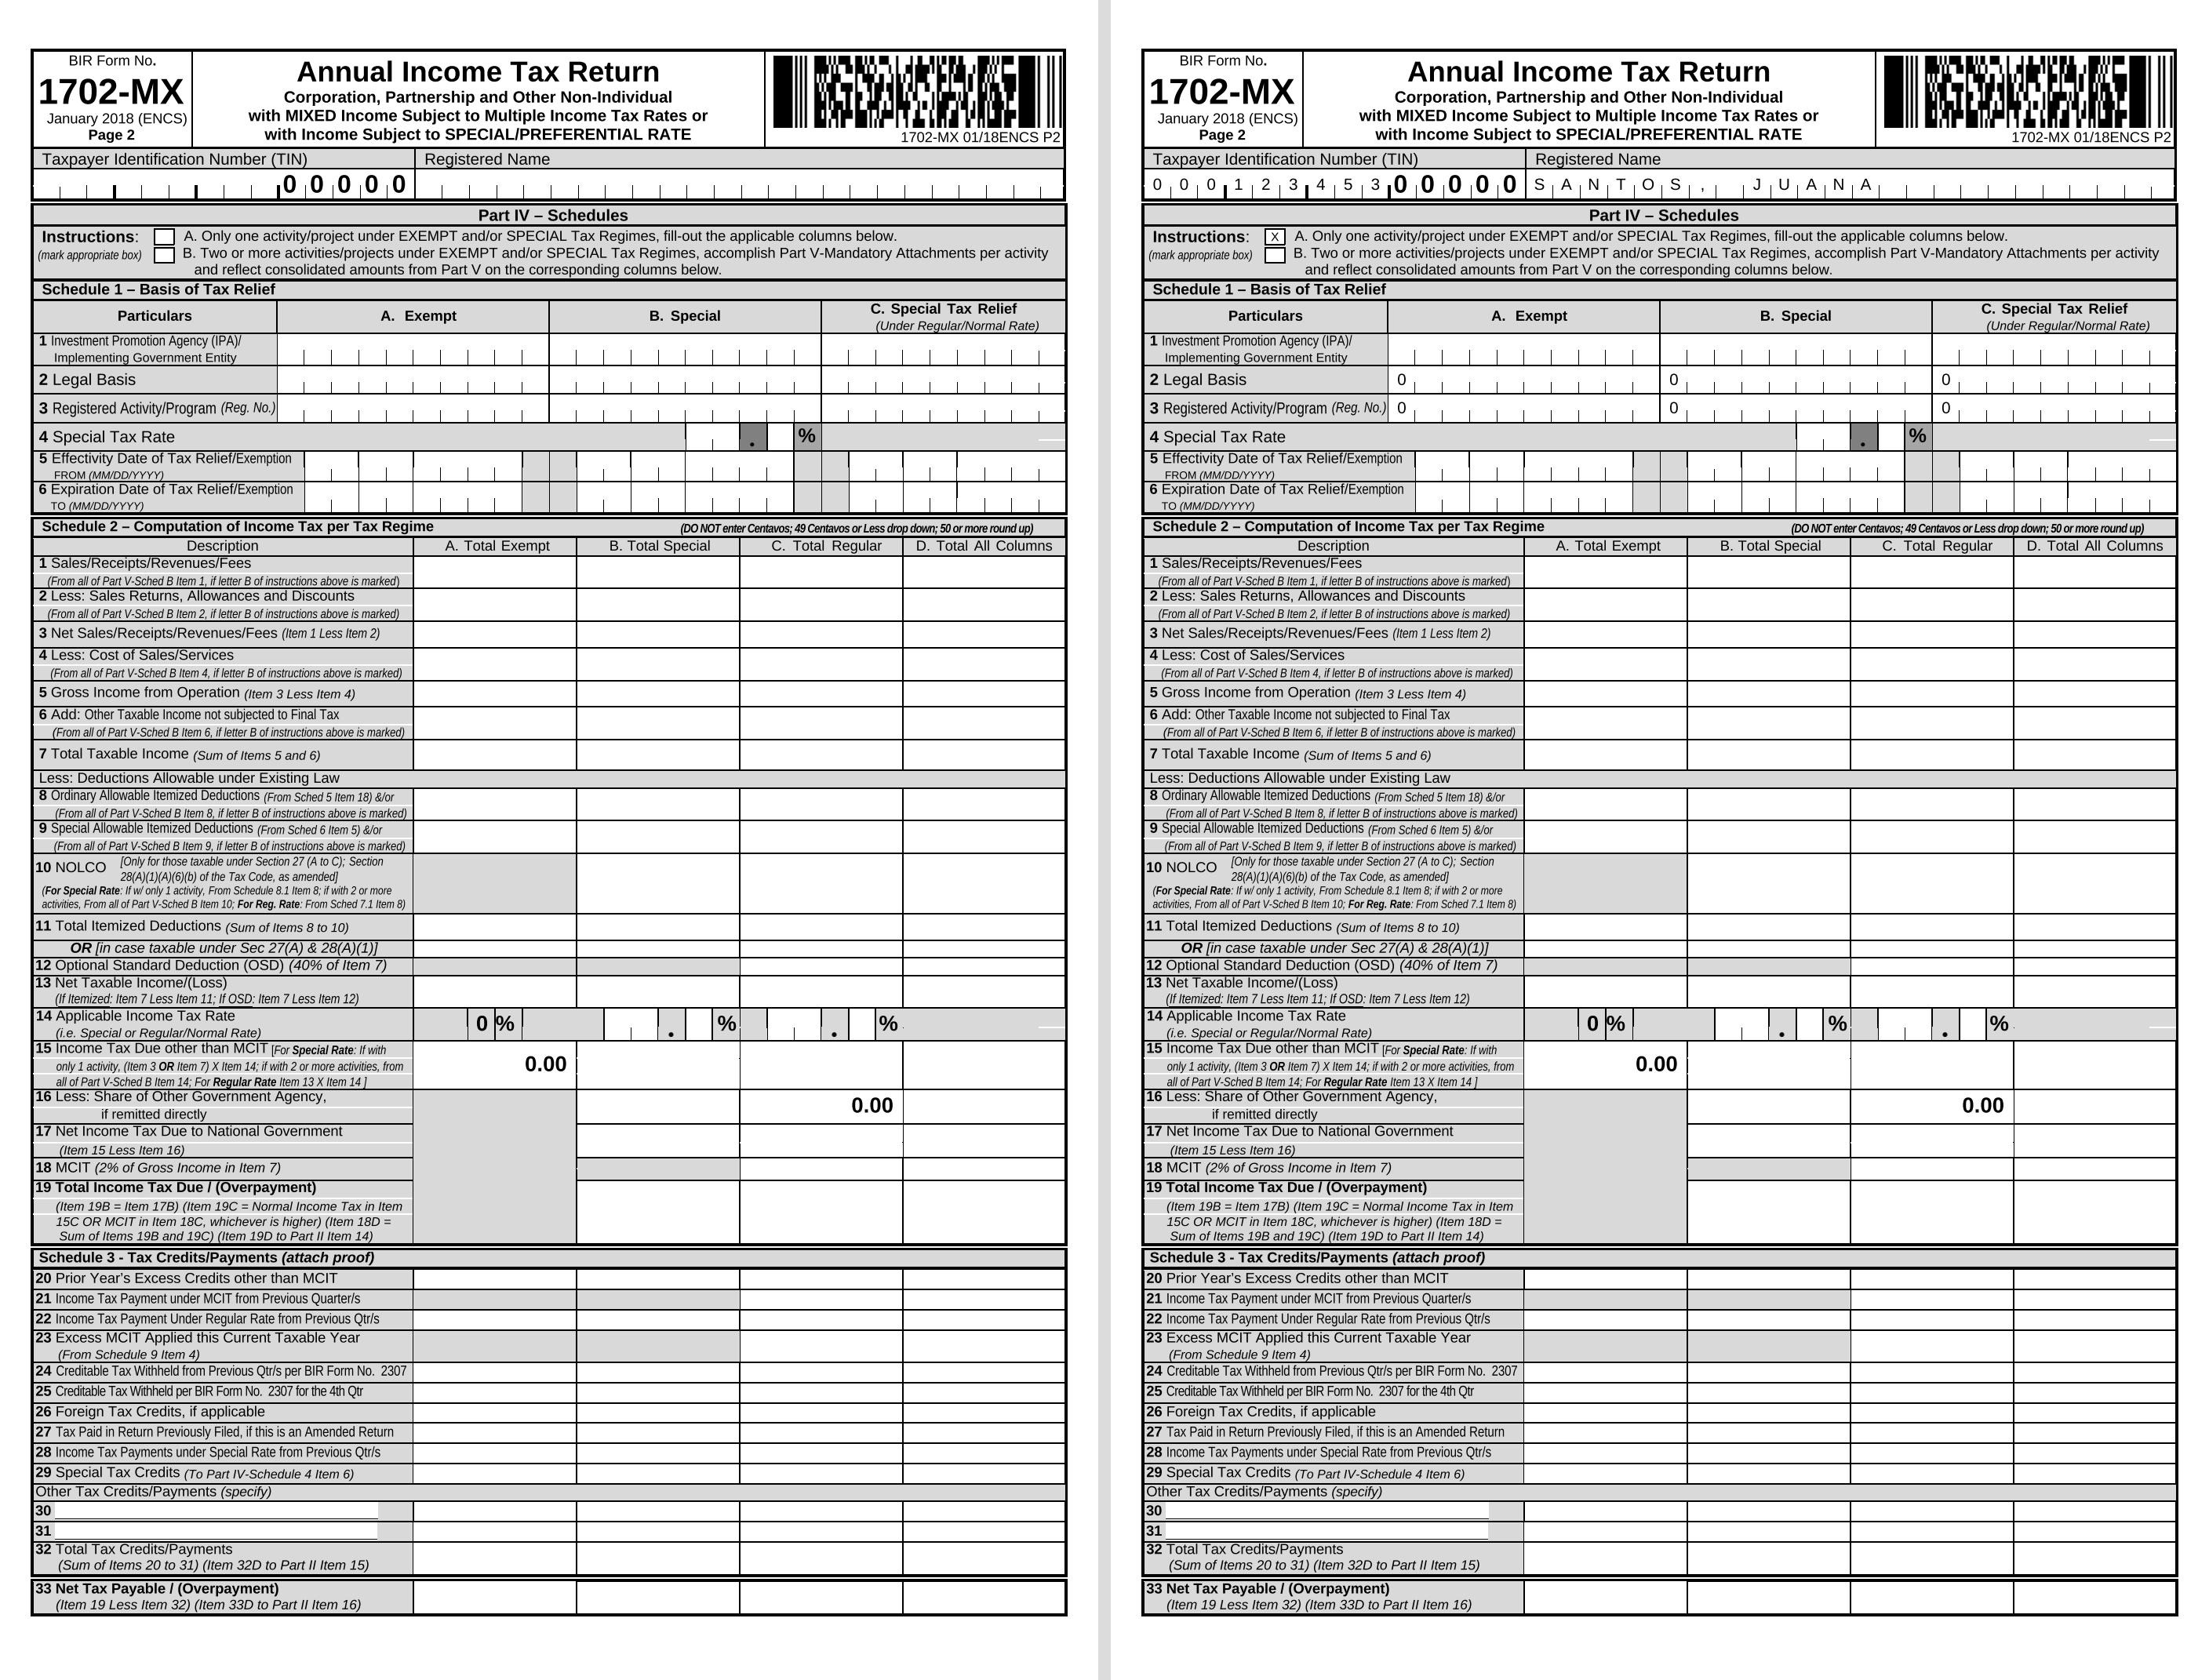 BIR Form No.
1702-MX
January 2018 (ENCS)
Page 2
Annual Income Tax Return
Corporation, Partnership and Other Non-Individual
with MIXED Income Subject to Multiple Income Tax Rates or
with Income Subject to SPECIAL/PREFERENTIAL RATE
1702-MX 01/18ENCS P2
Taxpayer Identification Number (TIN) Registered Name
0 0 0 0 0
Part IV – Schedules
Instructions: A. Only one activity/project under EXEMPT and/or SPECIAL Tax Regimes, fill-out the applicable columns below.
(mark appropriate box) B. Two or more activities/projects under EXEMPT and/or SPECIAL Tax Regimes, accomplish Part V-Mandatory Attachments per activity
and reflect consolidated amounts from Part V on the corresponding columns below.
Schedule 1 – Basis of Tax Relief
Particulars A. Exempt B. Special C. Special Tax Relief
(Under Regular/Normal Rate)
1 Investment Promotion Agency (IPA)/
Implementing Government Entity
2 Legal Basis
3 Registered Activity/Program (Reg. No.)
4 Special Tax Rate . %
5 Effectivity Date of Tax Relief/Exemption
FROM (MM/DD/YYYY)
6 Expiration Date of Tax Relief/Exemption
TO (MM/DD/YYYY)
Schedule 2 – Computation of Income Tax per Tax Regime (DO NOT enter Centavos; 49 Centavos or Less drop down; 50 or more round up)
Description A. Total Exempt B. Total Special C. Total Regular D. Total All Columns
1 Sales/Receipts/Revenues/Fees
(From all of Part V-Sched B Item 1, if letter B of instructions above is marked)
2 Less: Sales Returns, Allowances and Discounts
(From all of Part V-Sched B Item 2, if letter B of instructions above is marked)
3 Net Sales/Receipts/Revenues/Fees (Item 1 Less Item 2)
4 Less: Cost of Sales/Services
(From all of Part V-Sched B Item 4, if letter B of instructions above is marked)
5 Gross Income from Operation (Item 3 Less Item 4)
6 Add: Other Taxable Income not subjected to Final Tax
(From all of Part V-Sched B Item 6, if letter B of instructions above is marked)
7 Total Taxable Income (Sum of Items 5 and 6)
Less: Deductions Allowable under Existing Law
8 Ordinary Allowable Itemized Deductions (From Sched 5 Item 18) &/or
(From all of Part V-Sched B Item 8, if letter B of instructions above is marked)
9 Special Allowable Itemized Deductions (From Sched 6 Item 5) &/or
(From all of Part V-Sched B Item 9, if letter B of instructions above is marked)
10 NOLCO [Only for those taxable under Section 27 (A to C); Section
28(A)(1)(A)(6)(b) of the Tax Code, as amended]
(For Special Rate: If w/ only 1 activity, From Schedule 8.1 Item 8; if with 2 or more
activities, From all of Part V-Sched B Item 10; For Reg. Rate: From Sched 7.1 Item 8)
11 Total Itemized Deductions (Sum of Items 8 to 10)
OR [in case taxable under Sec 27(A) & 28(A)(1)]
12 Optional Standard Deduction (OSD) (40% of Item 7)
13 Net Taxable Income/(Loss)
(If Itemized: Item 7 Less Item 11; If OSD: Item 7 Less Item 12)
14 Applicable Income Tax Rate 0 % . % . %
(i.e. Special or Regular/Normal Rate)
15 Income Tax Due other than MCIT [For Special Rate: If with
only 1 activity, (Item 3 OR Item 7) X Item 14; if with 2 or more activities, from 0.00
all of Part V-Sched B Item 14; For Regular Rate Item 13 X Item 14 ]
16 Less: Share of Other Government Agency, 0.00
if remitted directly
17 Net Income Tax Due to National Government
(Item 15 Less Item 16)
18 MCIT (2% of Gross Income in Item 7)
19 Total Income Tax Due / (Overpayment)
(Item 19B = Item 17B) (Item 19C = Normal Income Tax in Item
15C OR MCIT in Item 18C, whichever is higher) (Item 18D =
Sum of Items 19B and 19C) (Item 19D to Part II Item 14)
Schedule 3 - Tax Credits/Payments (attach proof)
20 Prior Year's Excess Credits other than MCIT
21 Income Tax Payment under MCIT from Previous Quarter/s
22 Income Tax Payment Under Regular Rate from Previous Qtr/s
23 Excess MCIT Applied this Current Taxable Year
(From Schedule 9 Item 4)
24 Creditable Tax Withheld from Previous Qtr/s per BIR Form No. 2307
25 Creditable Tax Withheld per BIR Form No. 2307 for the 4th Qtr
26 Foreign Tax Credits, if applicable
27 Tax Paid in Return Previously Filed, if this is an Amended Return
28 Income Tax Payments under Special Rate from Previous Qtr/s
29 Special Tax Credits (To Part IV-Schedule 4 Item 6)
Other Tax Credits/Payments (specify)
30
31
32 Total Tax Credits/Payments
(Sum of Items 20 to 31) (Item 32D to Part II Item 15)
33 Net Tax Payable / (Overpayment)
(Item 19 Less Item 32) (Item 33D to Part II Item 16)
BIR Form No.
1702-MX
January 2018 (ENCS)
Page 2
Annual Income Tax Return
Corporation, Partnership and Other Non-Individual
with MIXED Income Subject to Multiple Income Tax Rates or
with Income Subject to SPECIAL/PREFERENTIAL RATE
1702-MX 01/18ENCS P2
Taxpayer Identification Number (TIN) Registered Name
0 0 0 1 2 3 4 5 3 0 0 0 0 0 S A N T O S , J U A N A
Part IV – Schedules
Instructions: X A. Only one activity/project under EXEMPT and/or SPECIAL Tax Regimes, fill-out the applicable columns below.
(mark appropriate box) B. Two or more activities/projects under EXEMPT and/or SPECIAL Tax Regimes, accomplish Part V-Mandatory Attachments per activity
and reflect consolidated amounts from Part V on the corresponding columns below.
Schedule 1 – Basis of Tax Relief
Particulars A. Exempt B. Special C. Special Tax Relief
(Under Regular/Normal Rate)
1 Investment Promotion Agency (IPA)/
Implementing Government Entity
2 Legal Basis 0 0 0
3 Registered Activity/Program (Reg. No.) 0 0 0
4 Special Tax Rate . %
5 Effectivity Date of Tax Relief/Exemption
FROM (MM/DD/YYYY)
6 Expiration Date of Tax Relief/Exemption
TO (MM/DD/YYYY)
Schedule 2 – Computation of Income Tax per Tax Regime (DO NOT enter Centavos; 49 Centavos or Less drop down; 50 or more round up)
Description A. Total Exempt B. Total Special C. Total Regular D. Total All Columns
1 Sales/Receipts/Revenues/Fees
(From all of Part V-Sched B Item 1, if letter B of instructions above is marked)
2 Less: Sales Returns, Allowances and Discounts
(From all of Part V-Sched B Item 2, if letter B of instructions above is marked)
3 Net Sales/Receipts/Revenues/Fees (Item 1 Less Item 2)
4 Less: Cost of Sales/Services
(From all of Part V-Sched B Item 4, if letter B of instructions above is marked)
5 Gross Income from Operation (Item 3 Less Item 4)
6 Add: Other Taxable Income not subjected to Final Tax
(From all of Part V-Sched B Item 6, if letter B of instructions above is marked)
7 Total Taxable Income (Sum of Items 5 and 6)
Less: Deductions Allowable under Existing Law
8 Ordinary Allowable Itemized Deductions (From Sched 5 Item 18) &/or
(From all of Part V-Sched B Item 8, if letter B of instructions above is marked)
9 Special Allowable Itemized Deductions (From Sched 6 Item 5) &/or
(From all of Part V-Sched B Item 9, if letter B of instructions above is marked)
10 NOLCO [Only for those taxable under Section 27 (A to C); Section
28(A)(1)(A)(6)(b) of the Tax Code, as amended]
(For Special Rate: If w/ only 1 activity, From Schedule 8.1 Item 8; if with 2 or more
activities, From all of Part V-Sched B Item 10; For Reg. Rate: From Sched 7.1 Item 8)
11 Total Itemized Deductions (Sum of Items 8 to 10)
OR [in case taxable under Sec 27(A) & 28(A)(1)]
12 Optional Standard Deduction (OSD) (40% of Item 7)
13 Net Taxable Income/(Loss)
(If Itemized: Item 7 Less Item 11; If OSD: Item 7 Less Item 12)
14 Applicable Income Tax Rate 0 % . % . %
(i.e. Special or Regular/Normal Rate)
15 Income Tax Due other than MCIT [For Special Rate: If with
only 1 activity, (Item 3 OR Item 7) X Item 14; if with 2 or more activities, from 0.00
all of Part V-Sched B Item 14; For Regular Rate Item 13 X Item 14 ]
16 Less: Share of Other Government Agency, 0.00
if remitted directly
17 Net Income Tax Due to National Government
(Item 15 Less Item 16)
18 MCIT (2% of Gross Income in Item 7)
19 Total Income Tax Due / (Overpayment)
(Item 19B = Item 17B) (Item 19C = Normal Income Tax in Item
15C OR MCIT in Item 18C, whichever is higher) (Item 18D =
Sum of Items 19B and 19C) (Item 19D to Part II Item 14)
Schedule 3 - Tax Credits/Payments (attach proof)
20 Prior Year's Excess Credits other than MCIT
21 Income Tax Payment under MCIT from Previous Quarter/s
22 Income Tax Payment Under Regular Rate from Previous Qtr/s
23 Excess MCIT Applied this Current Taxable Year
(From Schedule 9 Item 4)
24 Creditable Tax Withheld from Previous Qtr/s per BIR Form No. 2307
25 Creditable Tax Withheld per BIR Form No. 2307 for the 4th Qtr
26 Foreign Tax Credits, if applicable
27 Tax Paid in Return Previously Filed, if this is an Amended Return
28 Income Tax Payments under Special Rate from Previous Qtr/s
29 Special Tax Credits (To Part IV-Schedule 4 Item 6)
Other Tax Credits/Payments (specify)
30
31
32 Total Tax Credits/Payments
(Sum of Items 20 to 31) (Item 32D to Part II Item 15)
33 Net Tax Payable / (Overpayment)
(Item 19 Less Item 32) (Item 33D to Part II Item 16)